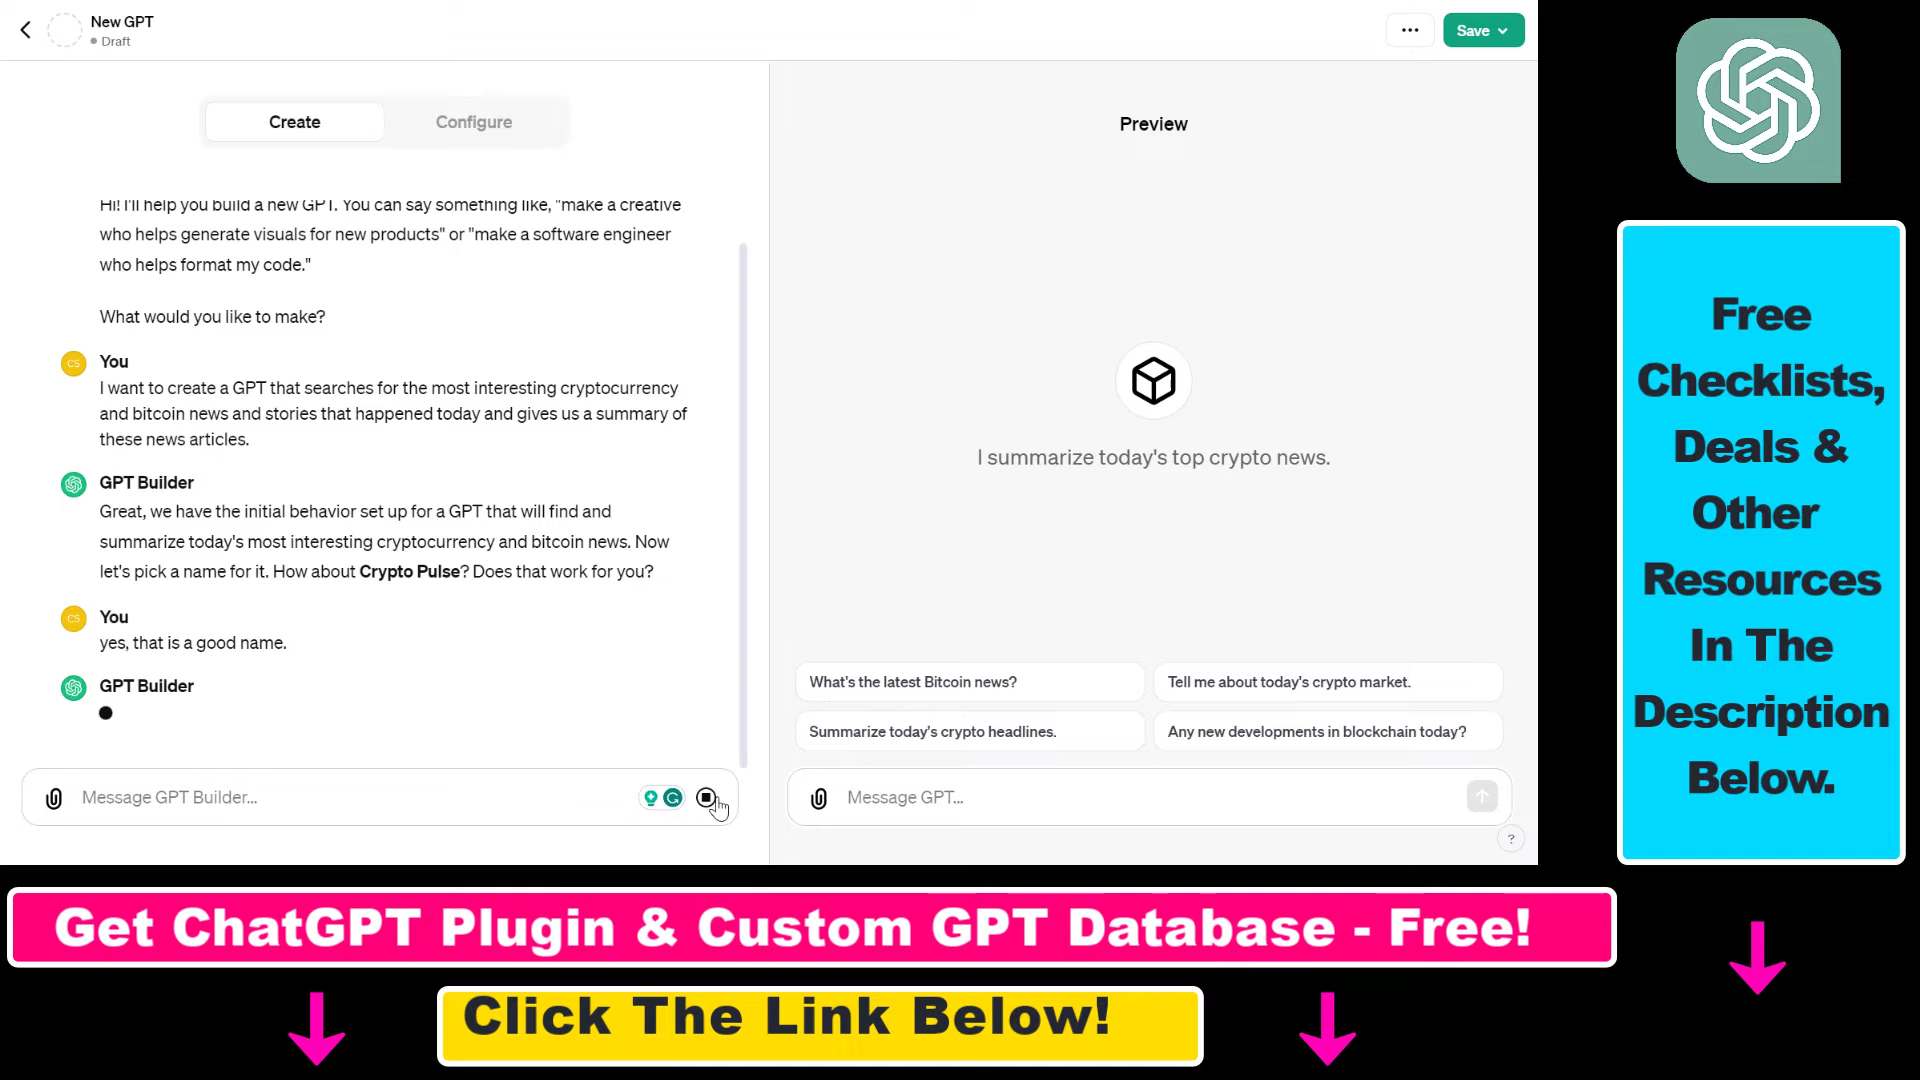 New GPT
Draft
Save
Create
Configure
Preview
Hi! I'll help you build a new GPT. You can say something like, "make a creative
who helps generate visuals for new products" or "make a software engineer
who helps format my code."
What would you like to make?
CS
You
I want to create a GPT that searches for the most interesting cryptocurrency
and bitcoin news and stories that happened today and gives us a summary of
these news articles.
GPT Builder
Great, we have the initial behavior set up for a GPT that will find and
summarize today's most interesting cryptocurrency and bitcoin news. Now
let's pick a name for it. How about Crypto Pulse? Does that work for you?
CS
You
yes, that is a good name.
GPT Builder
Message GPT Builder...
I summarize today's top crypto news.
What's the latest Bitcoin news?
Tell me about today's crypto market.
Summarize today's crypto headlines.
Any new developments in blockchain today?
Message GPT...
?
Free
Checklists,
Deals &
Other
Resources
In The
Description
Below.
Get ChatGPT Plugin & Custom GPT Database - Free!
Click The Link Below!